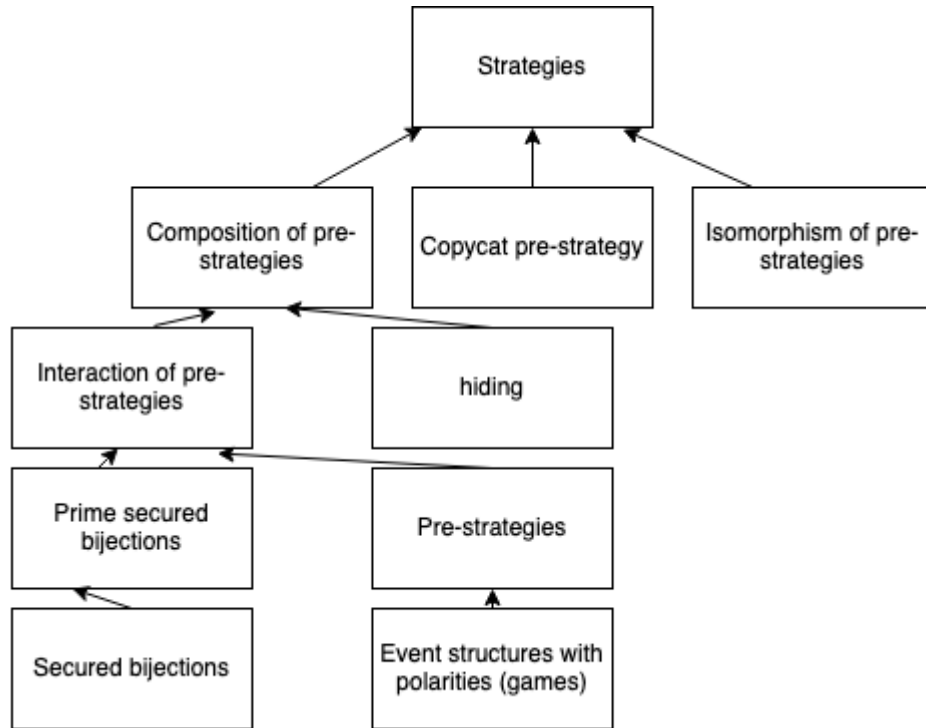 Strategies
Composition of pre-
strategies
Copycat pre-strategy
Isomorphism of pre-
strategies
Interaction of pre-
strategies
hiding
Prime secured
bijections
Pre-strategies
Secured bijections
Event structures with
polarities (games)